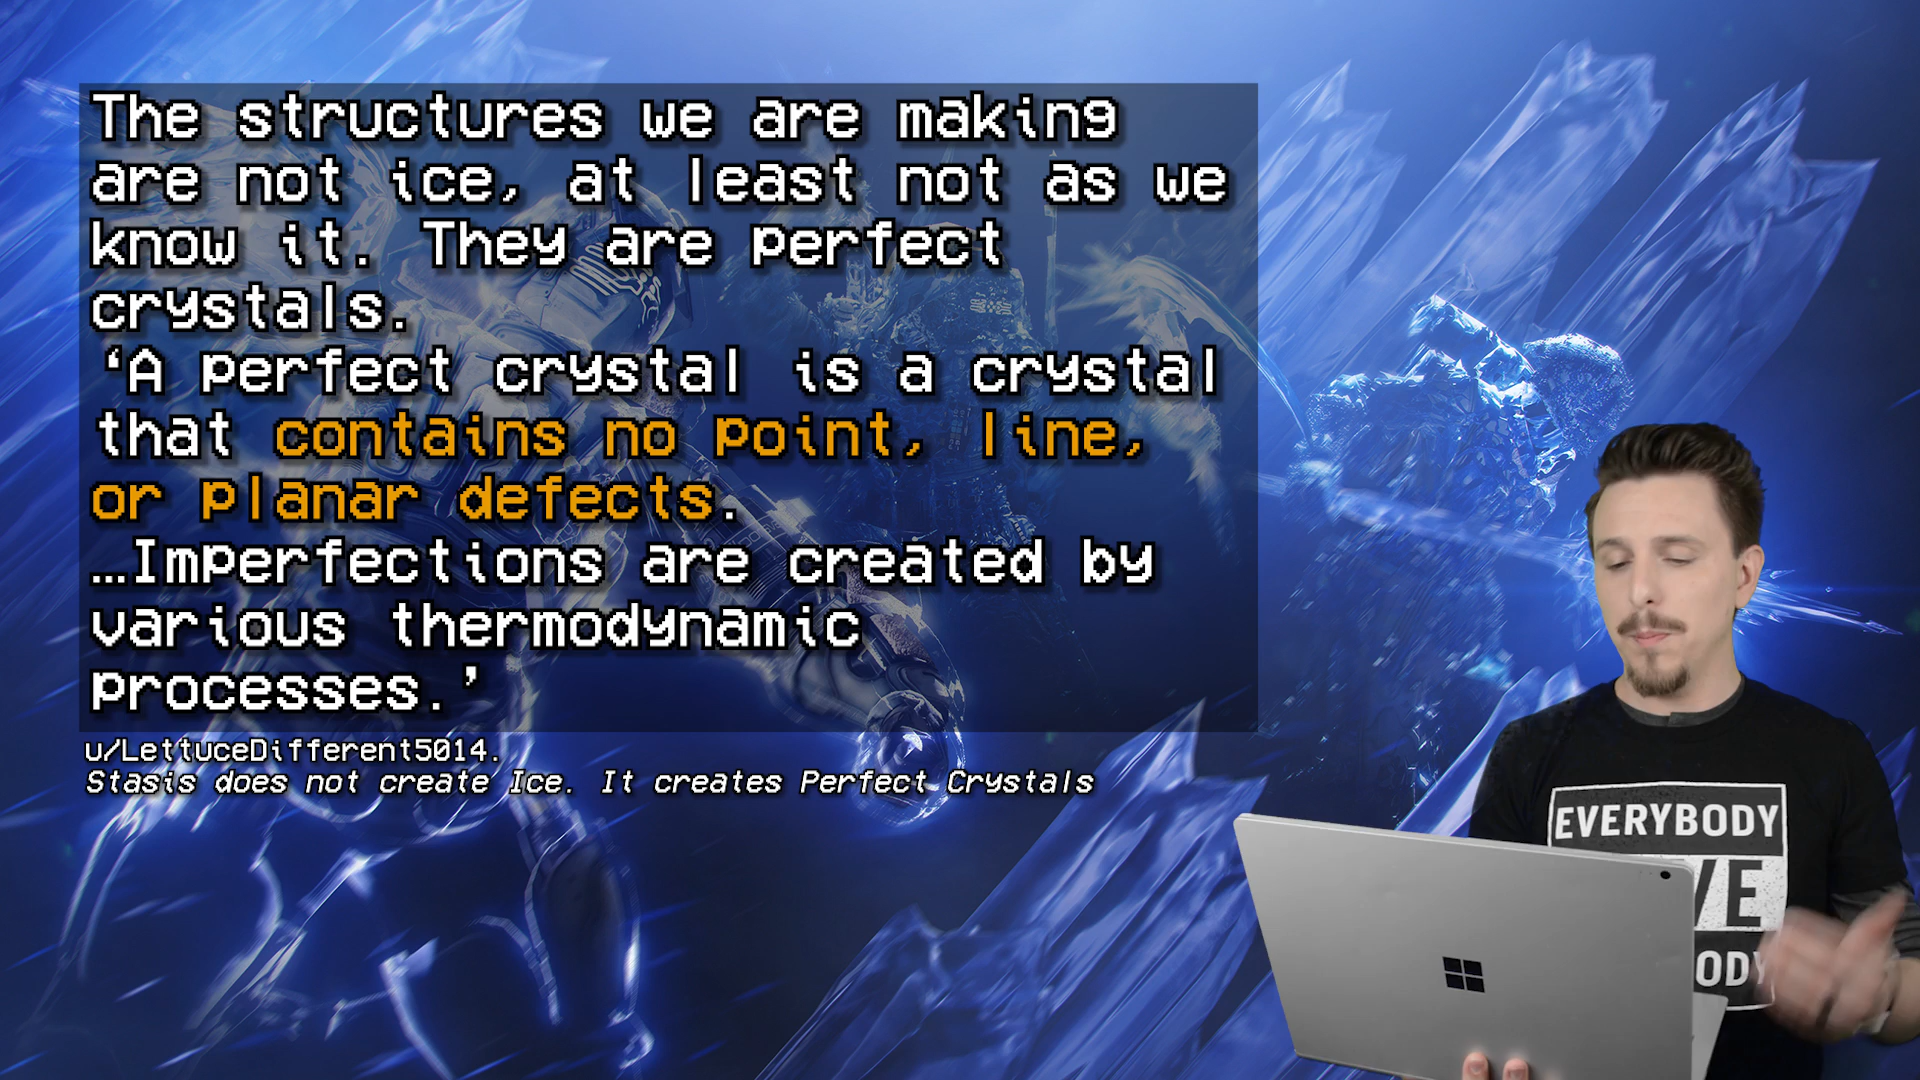 The structures we are making
are not ice, at least not as we
know it. They are perfect
crystals.
‘A perfect crystal is a crystal
that contains no point, line,
or planar defects.
…Imperfections are created by
various thermodynamic
processes.’
u/LettuceDifferent5014.
Stasis does not create Ice. It creates Perfect Crystals
EVERYBODY